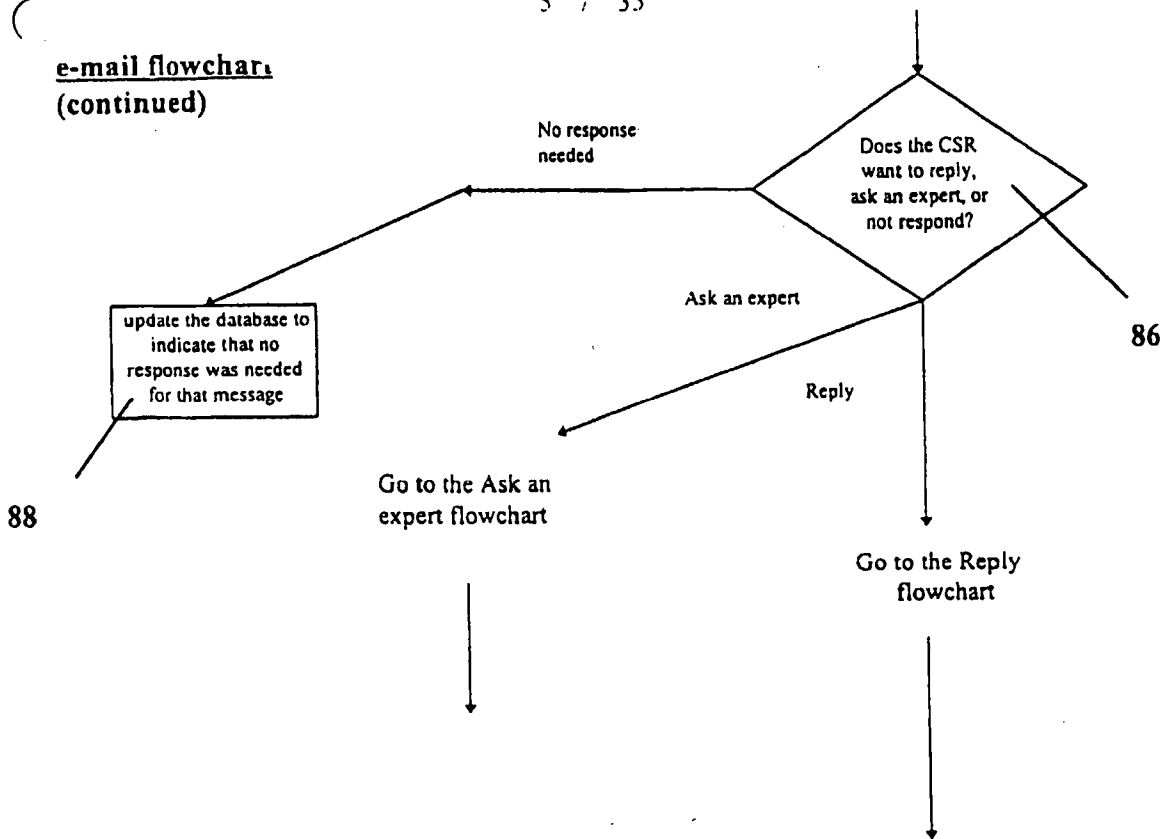 e-mail flowchart
(continued)
No response
needed
Does the CSR
want to reply,
ask an expert, or
not respond?
86
update the database to
indicate that no
response was needed
for that message
88
Ask an expert
Reply
Go to the Ask an
expert flowchart
Go to the Reply
flowchart